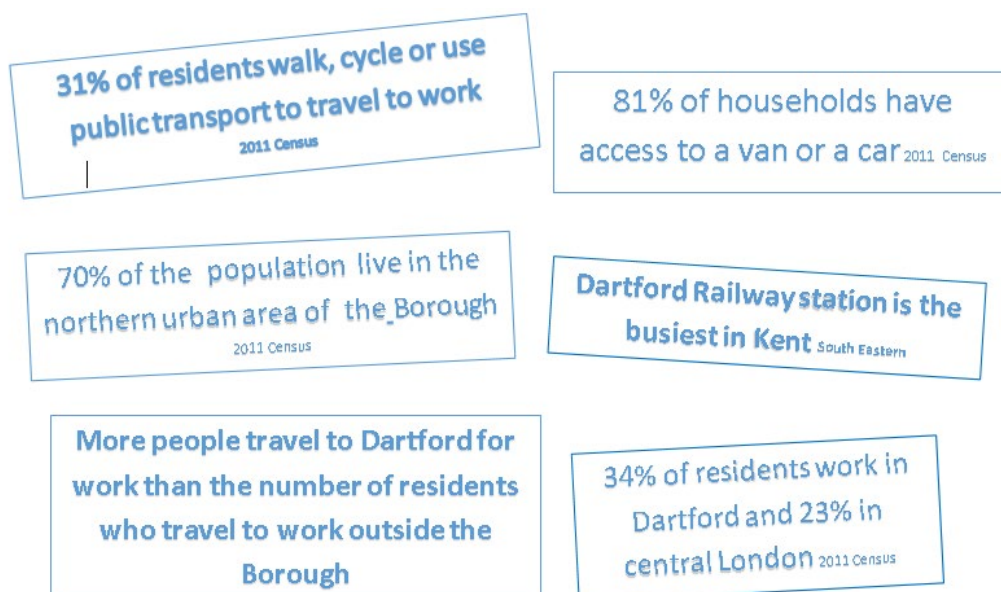 31% of residents walk, cycle or use
public transport to travel to work
2011 Census
81% of households have
access to a van or a car 2011 Census
70% of the population live in the
northern urban area of the Borough
2011 Census
Dartford Railway station is the
busiest in Kent South Eastern
More people travel to Dartford for
work than the number of residents
who travel to work outside the
Borough
34% of residents work in
Dartford and 23% in
central London 2011 Census